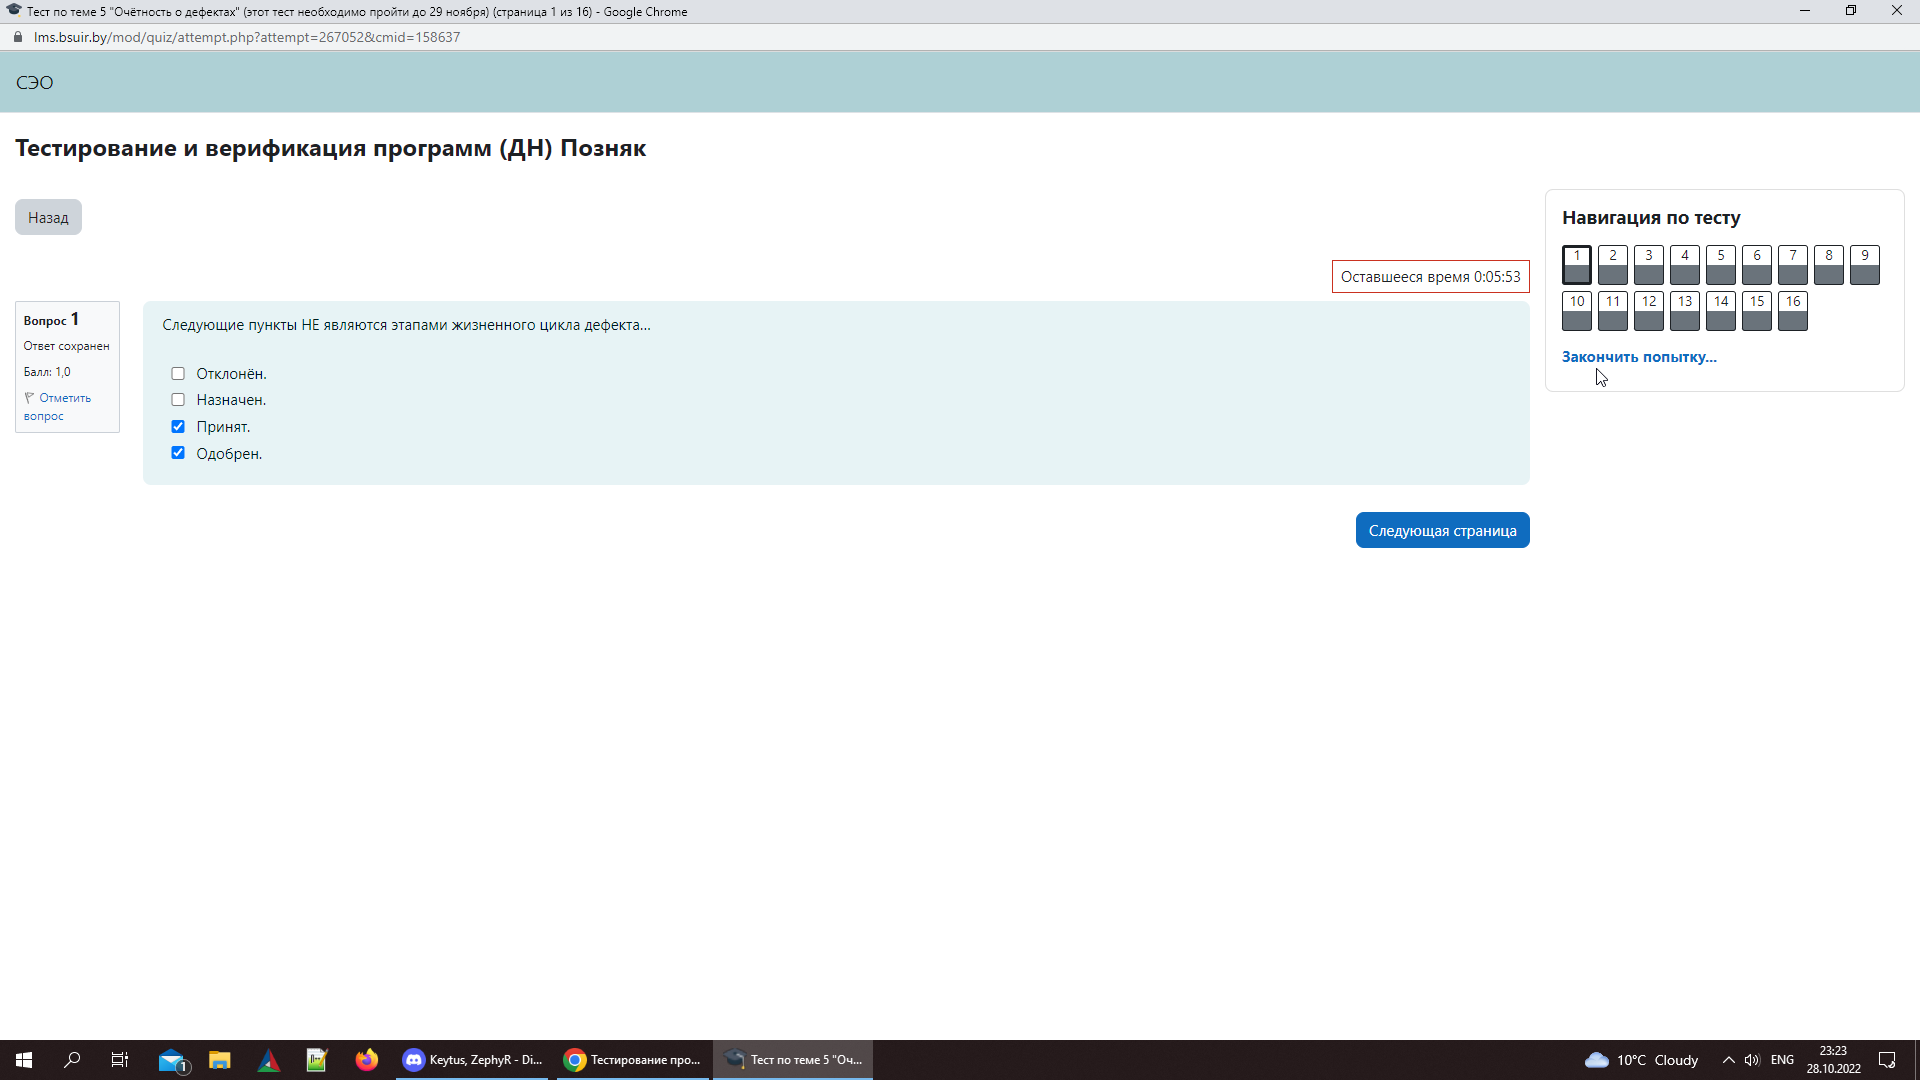 Тест по теме 5 "Очётность о дефектах" (этот тест необходимо пройти до 29 ноября) (страница 1 из 16) - Google Chrome
lms.bsuir.by/mod/quiz/attempt.php?attempt=267052&cmid=158637
СЭО
Тестирование и верификация программ (ДН) Позняк
Назад
Оставшееся время 0:05:53
Вопрос 1
Ответ сохранен
Балл: 1,0
Отметить
вопрос
Следующие пункты НЕ являются этапами жизненного цикла дефекта...
Отклонён.
Назначен.
Принят.
Одобрен.
Следующая страница
Навигация по тесту
1 2 3 4 5 6 7 8 9
10 11 12 13 14 15 16
Закончить попытку...
1
Keytus, ZephyR - Di...
Тестирование про...
Тест по теме 5 "Оч...
10°C Cloudy
ENG
23:23
28.10.2022